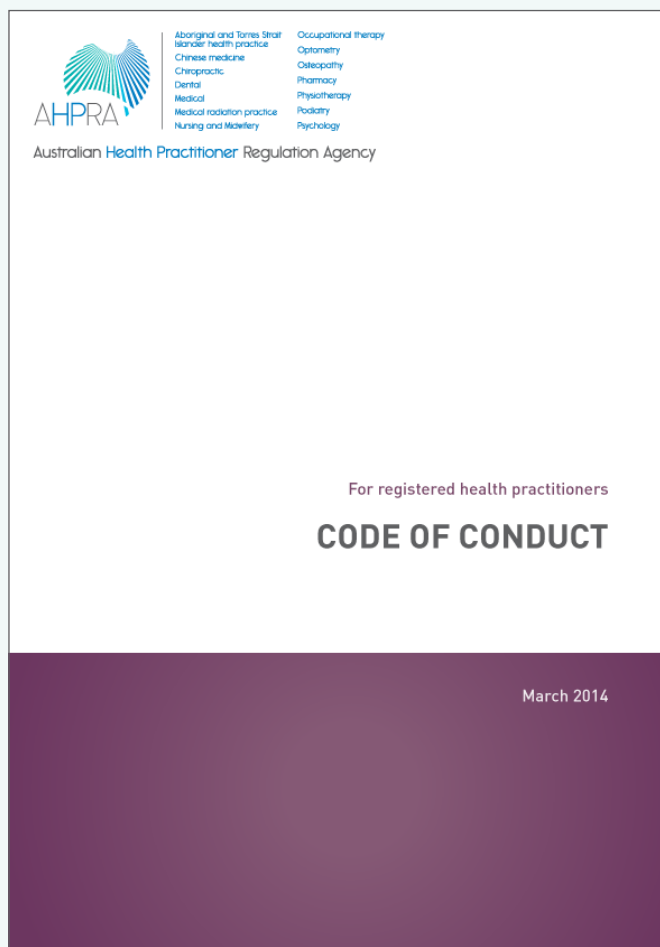 AHPRA
Aboriginal and Torres Strait
Islander health practice
Chinese medicine
Chiropractic
Dental
Medical
Medical radiation practice
Nursing and Midwifery
Occupational therapy
Optometry
Osteopathy
Pharmacy
Physiotherapy
Podiatry
Psychology
Australian Health Practitioner Regulation Agency
For registered health practitioners
CODE OF CONDUCT
March 2014